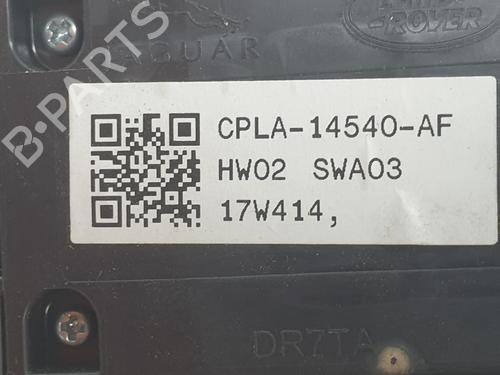 JAGUAR
ROVER
B-PARTS
CPLA-14540-AF
HW02 SWA03
17W414,
DR7TA